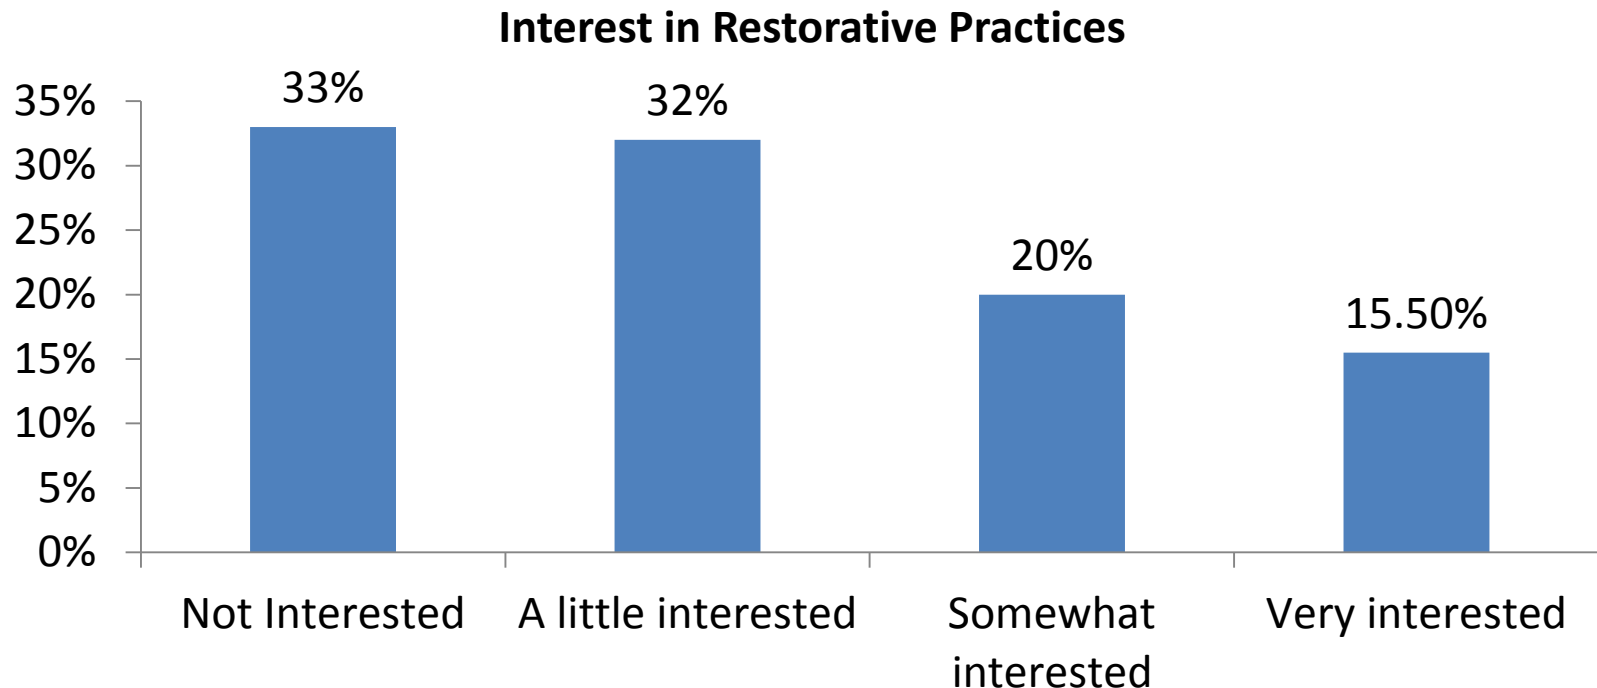 Interest in Restorative Practices
33%
32%
20%
15.50%
35%
30%
25%
20%
15%
10%
5%
0%
Not Interested
A little interested
Somewhat
interested
Very interested